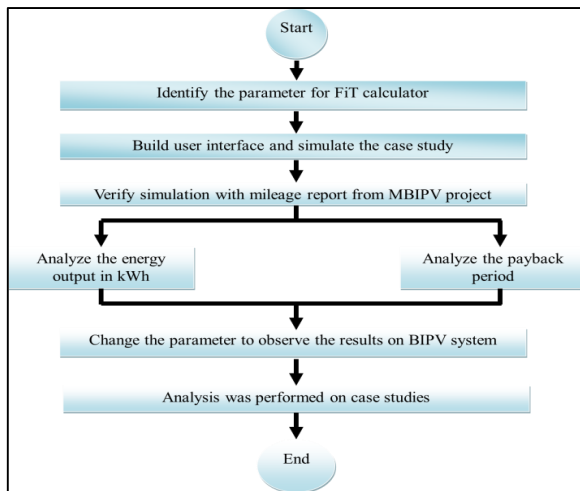 Start
Identify the parameter for FiT calculator
Build user interface and simulate the case study
Verify simulation with mileage report from MBIPV project
Analyze the energy
output in kWh
Analyze the payback
period
Change the parameter to observe the results on BIPV system
Analysis was performed on case studies
End